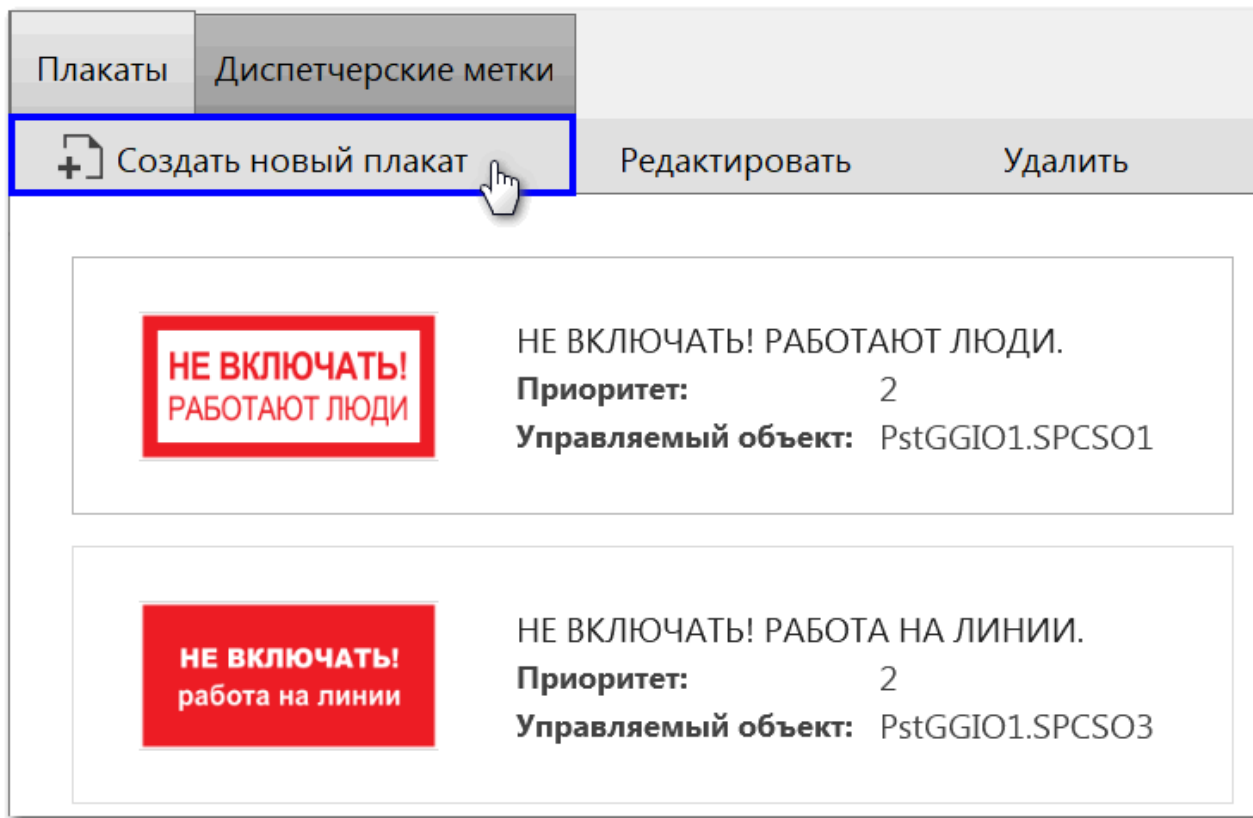 Плакаты Диспетчерские метки
Создать новый плакат Редактировать Удалить
НЕ ВКЛЮЧАТЬ!
РАБОТАЮТ ЛЮДИ
НЕ ВКЛЮЧАТЬ! РАБОТАЮТ ЛЮДИ.
Приоритет: 2
Управляемый объект: PstGGIO1.SPCSO1
НЕ ВКЛЮЧАТЬ!
работа на линии
НЕ ВКЛЮЧАТЬ! РАБОТА НА ЛИНИИ.
Приоритет: 2
Управляемый объект: PstGGIO1.SPCSO3